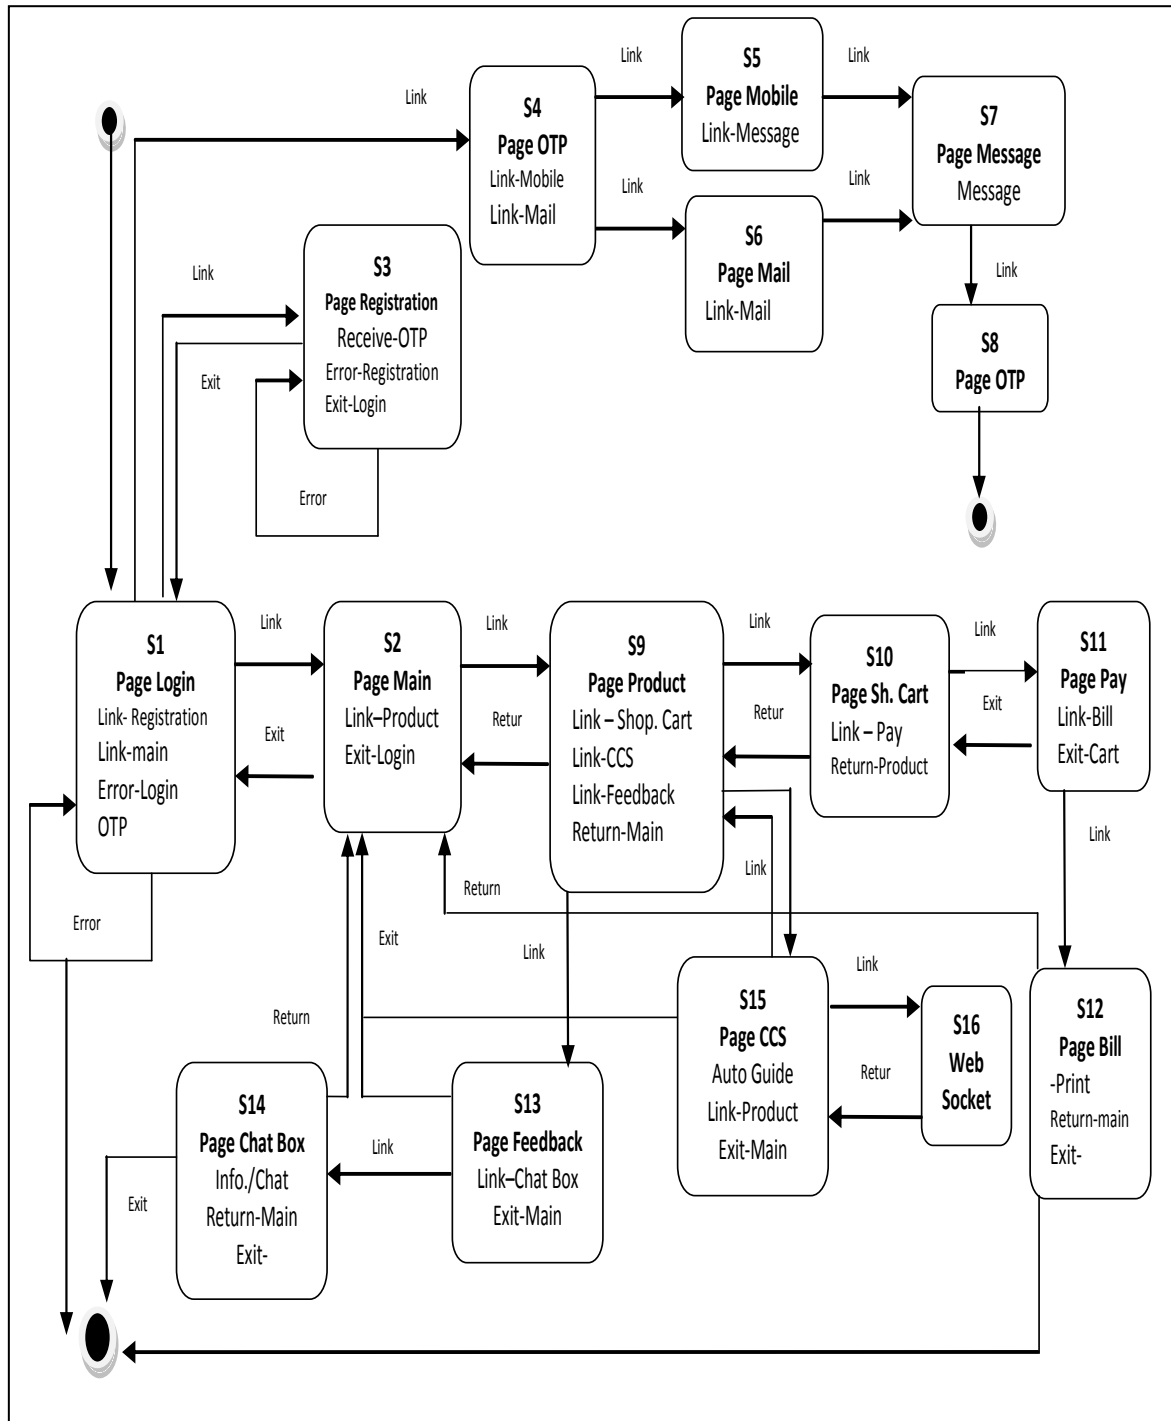 Link
S4
Page OTP
Link-Mobile
Link-Mail
Link
S5
Page Mobile
Link-Message
Link
S7
Page Message
Message
Link
S6
Page Mail
Link-Mail
Link
Link
S8
Page OTP
Link
S3
Page Registration
Receive-OTP
Error-Registration
Exit-Login
Exit
Error
S1
Page Login
Link- Registration
Link-main
Error-Login
OTP
Error
Link
Exit
S2
Page Main
Link–Product
Exit-Login
Link
Retur
S9
Page Product
Link – Shop. Cart
Link-CCS
Link-Feedback
Return-Main
Link
Retur
S10
Page Sh. Cart
Link – Pay
Return-Product
Link
Exit
S11
Page Pay
Link-Bill
Exit-Cart
Link
Link
Return
Exit
Link
Return
S15
Page CCS
Auto Guide
Link-Product
Exit-Main
Link
Retur
S16
Web
Socket
S12
Page Bill
-Print
Return-main
Exit-
S14
Page Chat Box
Info./Chat
Return-Main
Exit-
Link
S13
Page Feedback
Link–Chat Box
Exit-Main
Exit